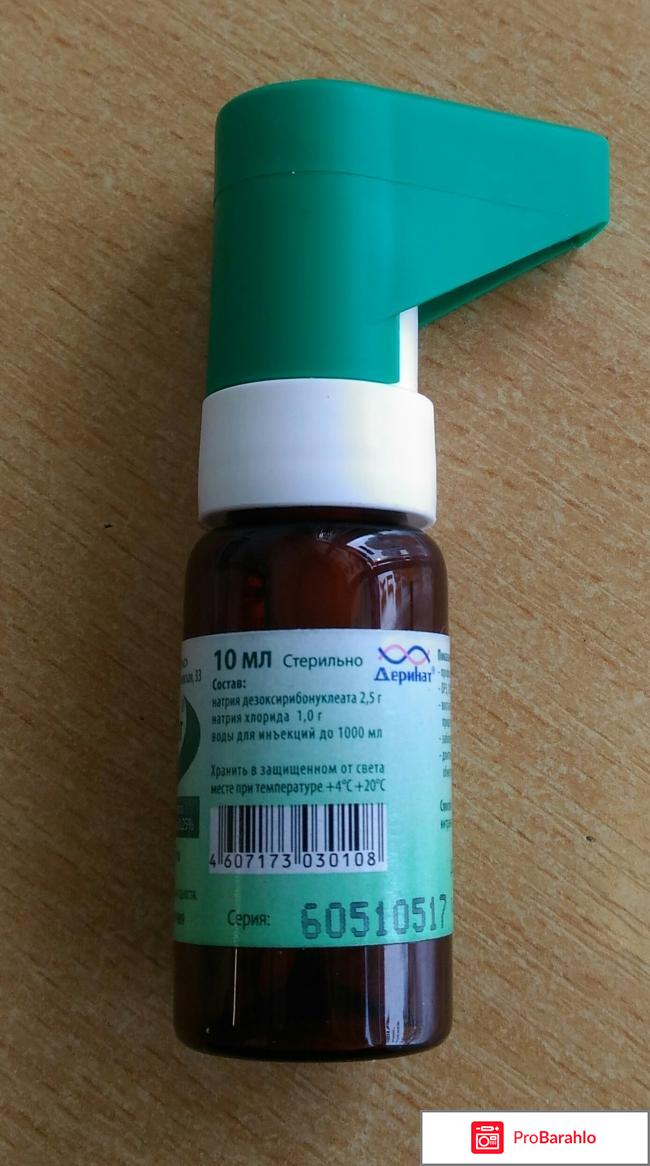 10 мл Стерильно
Деринат®
Состав:
натрия дезоксирибонуклеата 2,5 г
натрия хлорида 1,0 г
воды для инъекций до 1000 мл
Хранить в защищенном от света
месте при температуре +4°C +20°C
4 607173 030108
Серия: 60510517
33
ProBarahlo